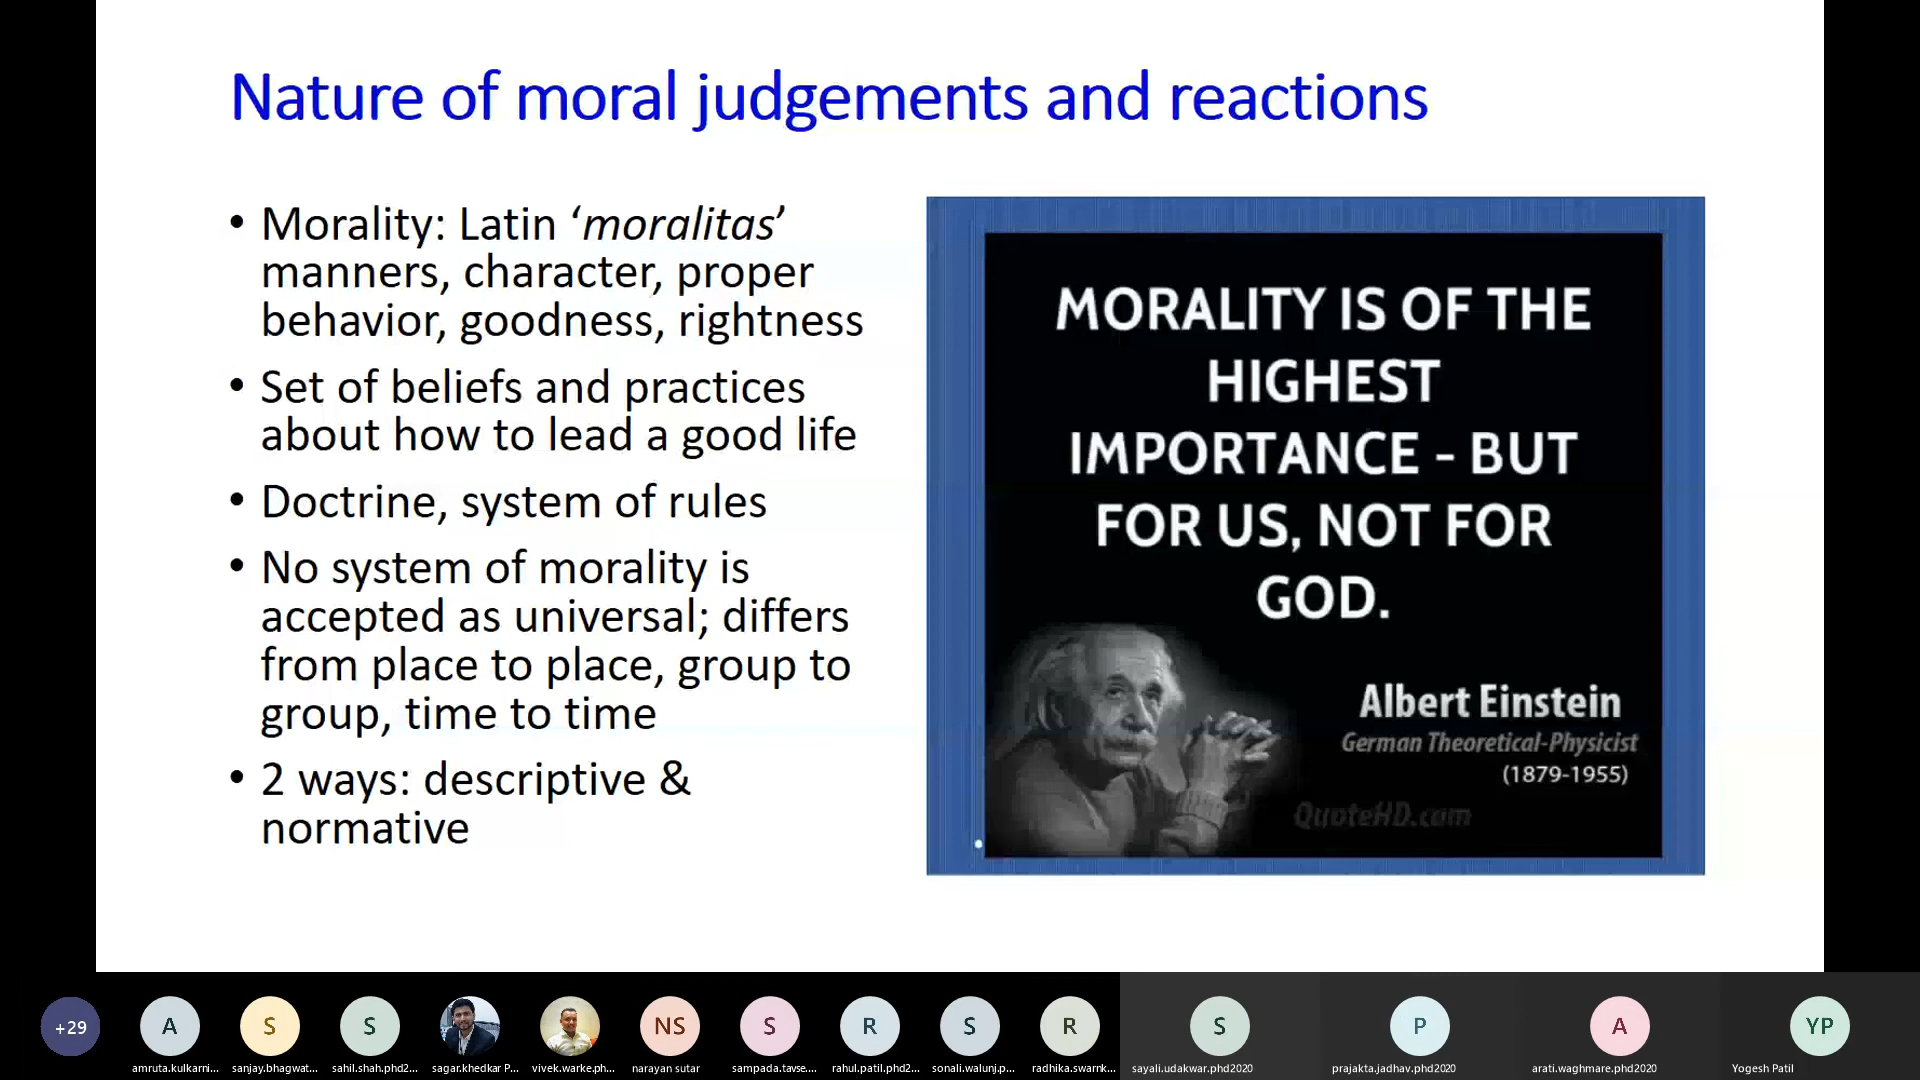 Nature of moral judgements and reactions
• Morality: Latin ‘moralitas’
manners, character, proper
behavior, goodness, rightness
• Set of beliefs and practices
about how to lead a good life
• Doctrine, system of rules
• No system of morality is
accepted as universal; differs
from place to place, group to
group, time to time
• 2 ways: descriptive &
normative
MORALITY IS OF THE
HIGHEST
IMPORTANCE - BUT
FOR US, NOT FOR
GOD.
Albert Einstein
German Theoretical-Physicist
(1879-1955)
QuoteHD.com
+29
A
S
S
NS
S
R
S
R
S
P
A
YP
amruta.kulkarni...
sanjay.bhagwat...
sahil.shah.phd2...
sagar.khedkar P...
vivek.warke.ph...
narayan sutar
sampada.tavse....
rahul.patil.phd2...
sonali.walunj.p...
radhika.swarnk...
sayali.udakwar.phd2020
prajakta.jadhav.phd2020
arati.waghmare.phd2020
Yogesh Patil